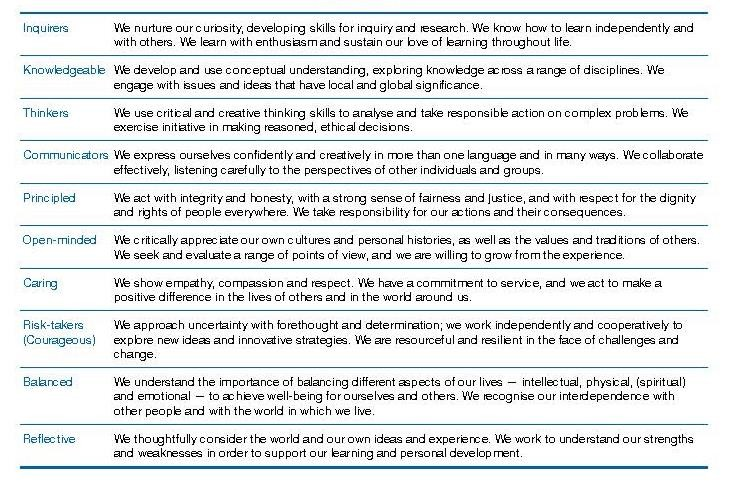 Inquirers We nurture our curiosity, developing skills for inquiry and research. We know how to learn independently and
with others. We learn with enthusiasm and sustain our love of learning throughout life.
Knowledgeable We develop and use conceptual understanding, exploring knowledge across a range of disciplines. We
engage with issues and ideas that have local and global significance.
Thinkers We use critical and creative thinking skills to analyse and take responsible action on complex problems. We
exercise initiative in making reasoned, ethical decisions.
Communicators We express ourselves confidently and creatively in more than one language and in many ways. We collaborate
effectively, listening carefully to the perspectives of other individuals and groups.
Principled We act with integrity and honesty, with a strong sense of fairness and justice, and with respect for the dignity
and rights of people everywhere. We take responsibility for our actions and their consequences.
Open-minded We critically appreciate our own cultures and personal histories, as well as the values and traditions of others.
We seek and evaluate a range of points of view, and we are willing to grow from the experience.
Caring We show empathy, compassion and respect. We have a commitment to service, and we act to make a
positive difference in the lives of others and in the world around us.
Risk-takers We approach uncertainty with forethought and determination; we work independently and cooperatively to
(Courageous) explore new ideas and innovative strategies. We are resourceful and resilient in the face of challenges and
change.
Balanced We understand the importance of balancing different aspects of our lives — intellectual, physical, (spiritual)
and emotional — to achieve well-being for ourselves and others. We recognise our interdependence with
other people and with the world in which we live.
Reflective We thoughtfully consider the world and our own ideas and experience. We work to understand our strengths
and weaknesses in order to support our learning and personal development.